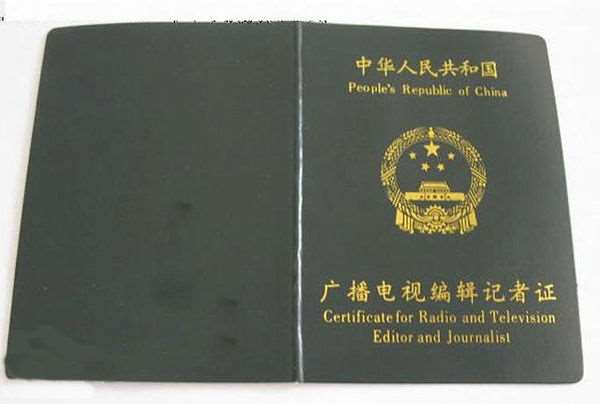 中华人民共和国
People's Republic of China
广播电视编辑记者证
Certificate for Radio and Television
Editor and Journalist